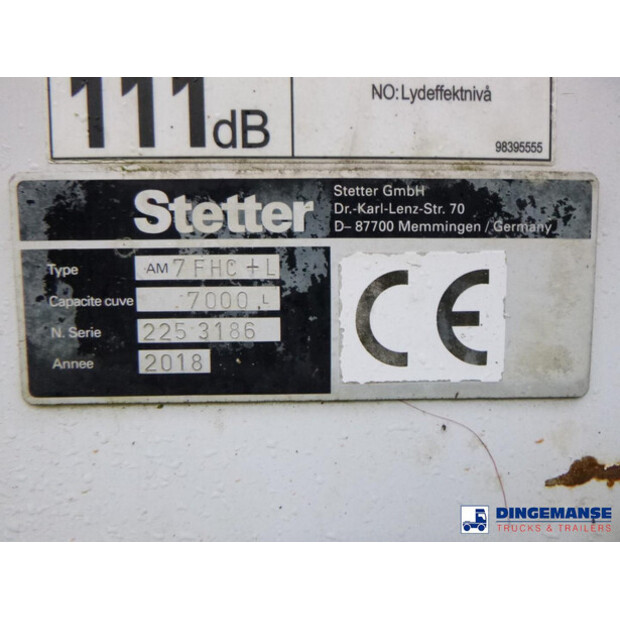 111dB
NO:Lydeffektnivå
98395555
Stetter
Stetter GmbH
Dr.-Karl-Lenz-Str. 70
D– 87700 Memmingen / Germany
Type AM 7 FHC + L
Capacite cuve 7000 L
N. Serie 225 3186
Annee 2018
CE
DINGEMANSE
TRUCKS & TRAILERS